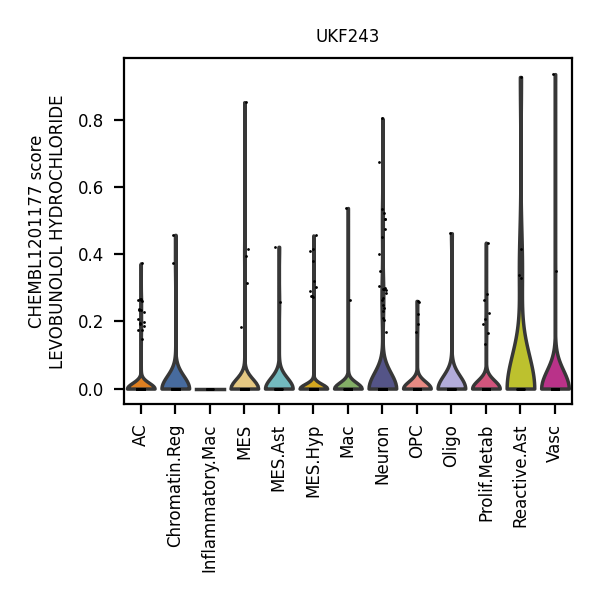 UKF243
CHEMBL1201177 score
LEVOBUNOLOL HYDROCHLORIDE
0.8
0.6
0.4
0.2
0.0
AC
Chromatin.Reg
Inflammatory.Mac
MES
MES.Ast
MES.Hyp
Mac
Neuron
OPC
Oligo
Prolif.Metab
Reactive.Ast
Vasc